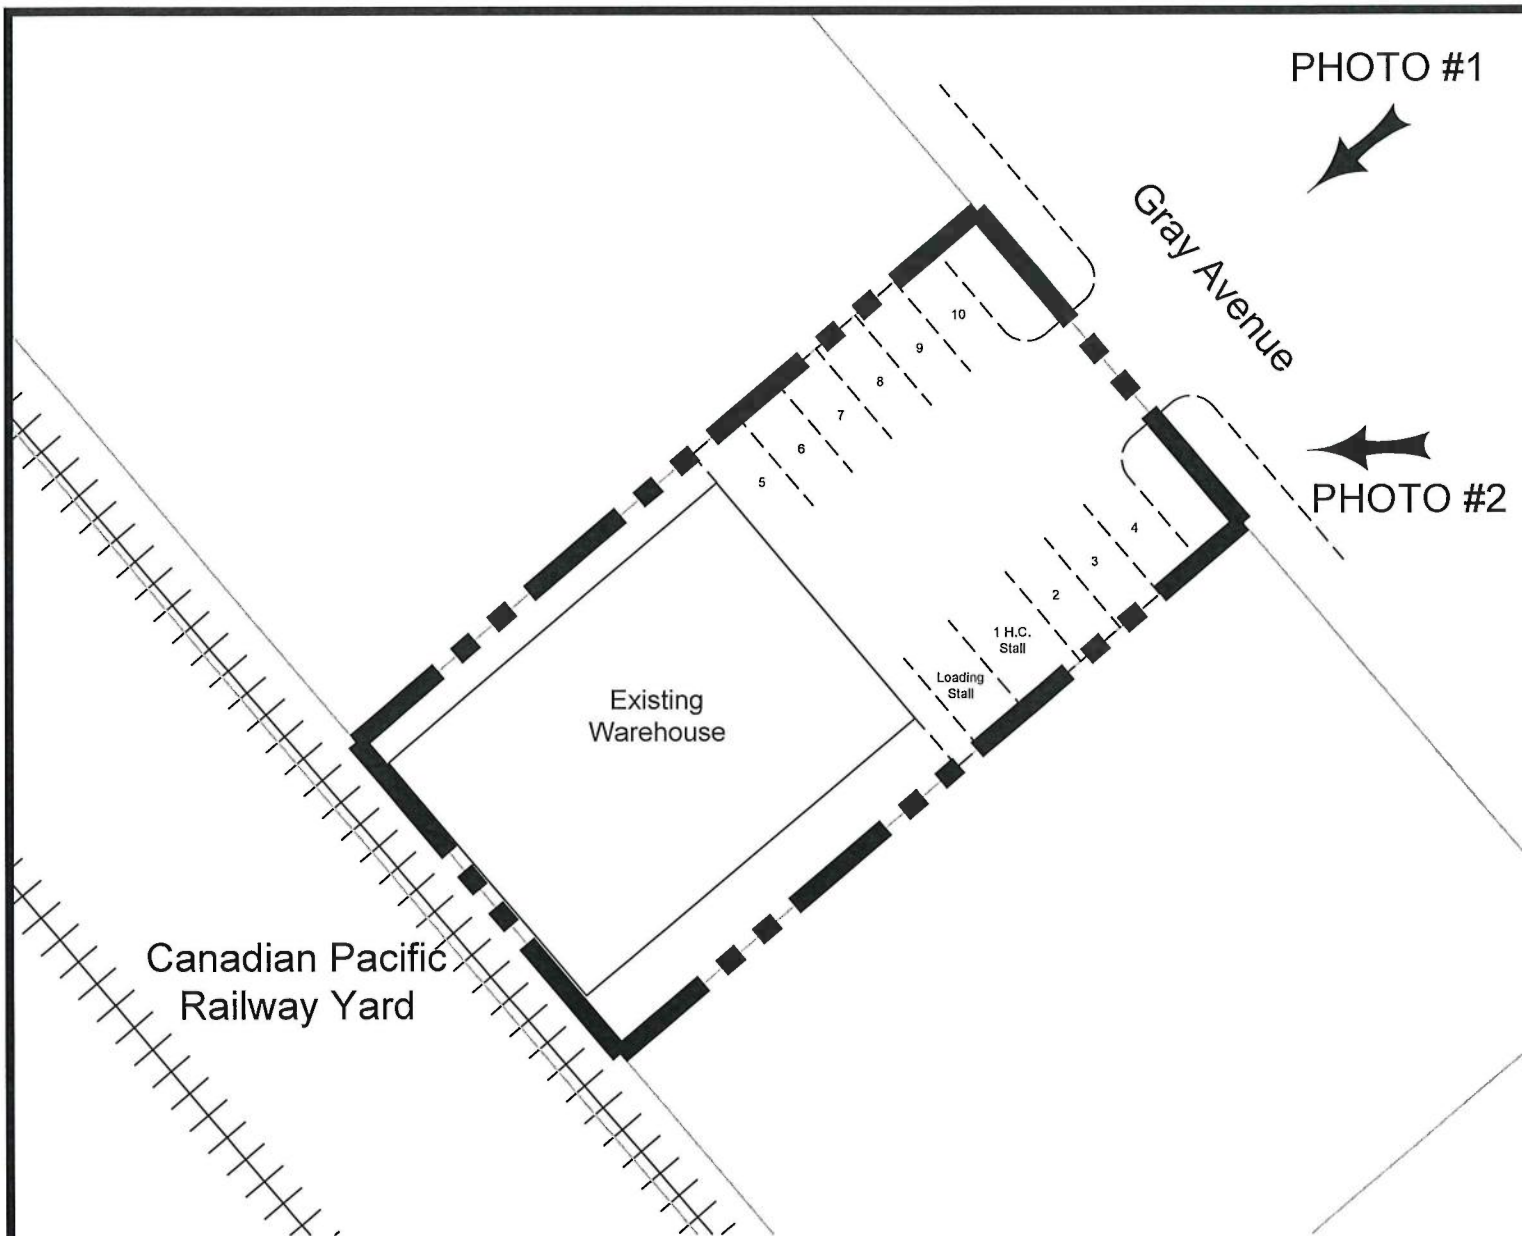 PHOTO #1
Gray Avenue
10
9
8
7
6
5
PHOTO #2
4
3
2
1 H.C.
Stall
Loading
Stall
Existing
Warehouse
Canadian Pacific
Railway Yard